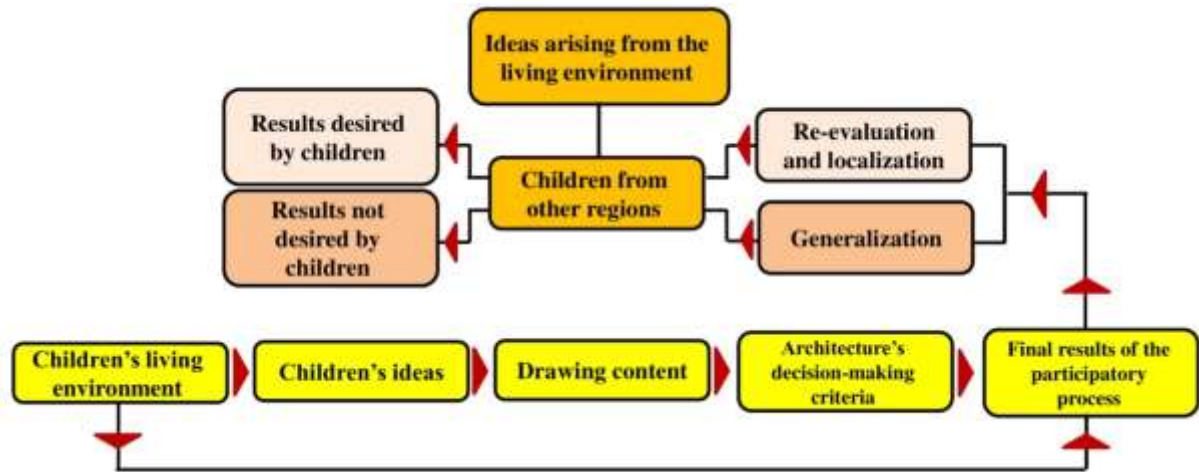 Ideas arising from the
living environment
Results desired
by children
Re-evaluation
and localization
Children from
other regions
Results not
desired by
children
Generalization
Children's living
environment
Children's ideas
Drawing content
Architecture's
decision-making
criteria
Final results of the
participatory
process